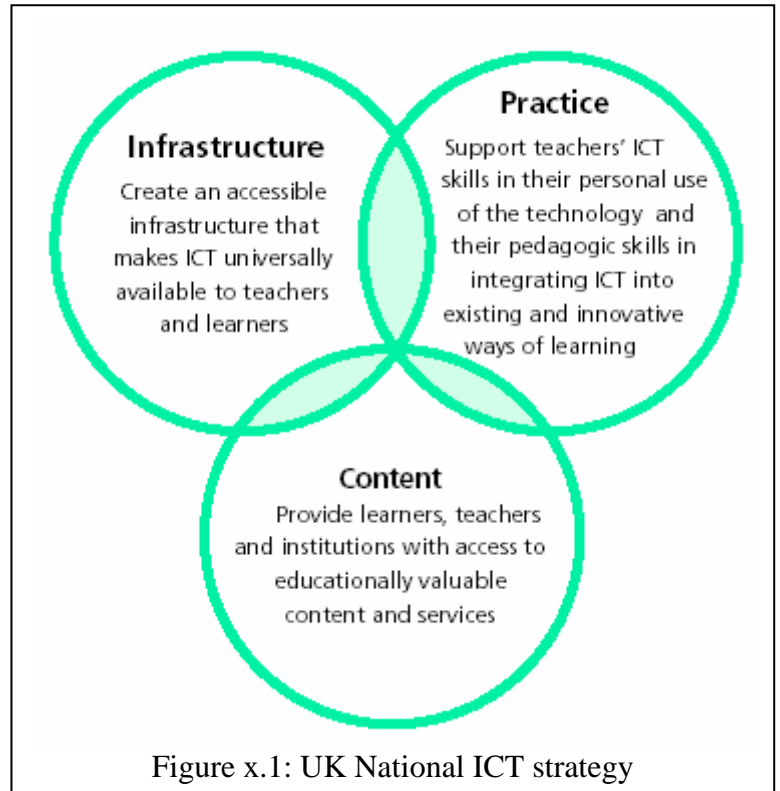 Infrastructure
Create an accessible
infrastructure that
makes ICT universally
available to teachers
and learners
Practice
Support teachers' ICT
skills in their personal use
of the technology and
their pedagogic skills in
integrating ICT into
existing and innovative
ways of learning
Content
Provide learners, teachers
and institutions with access to
educationally valuable
content and services
Figure x.1: UK National ICT strategy